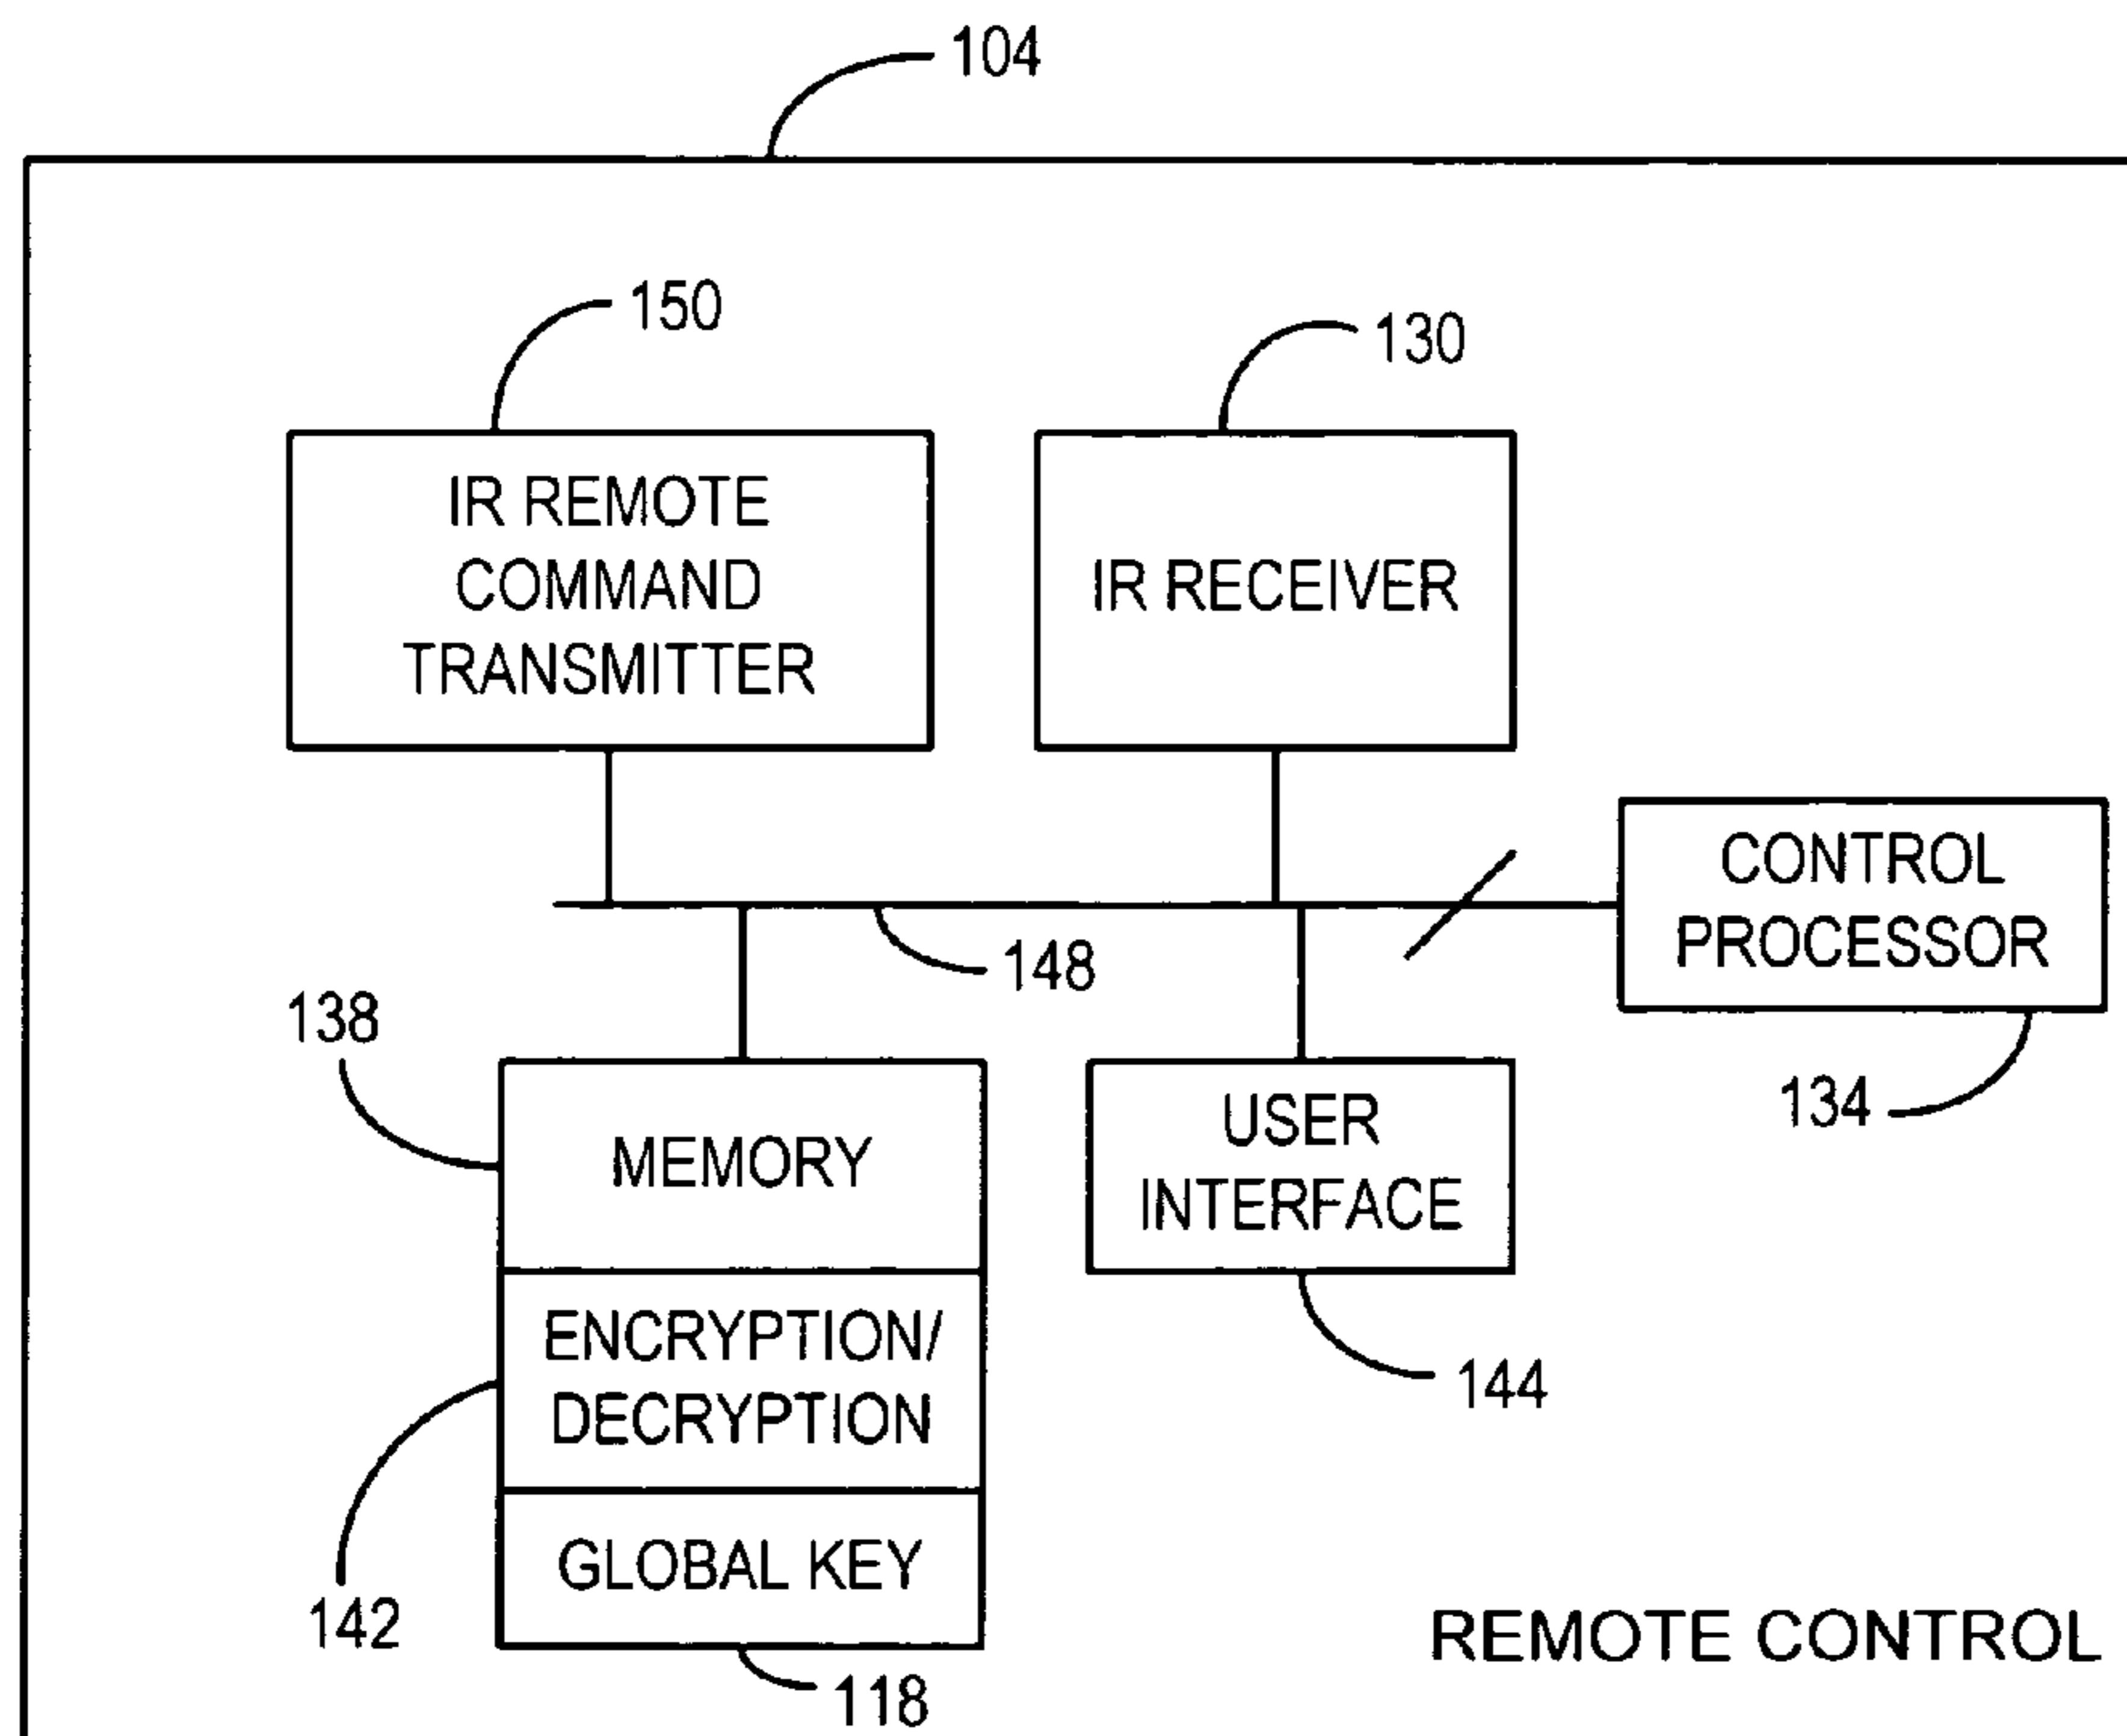 104
150
130
IR REMOTE
COMMAND
TRANSMITTER
IR RECEIVER
CONTROL
PROCESSOR
148
138
134
MEMORY
USER
INTERFACE
ENCRYPTION/
DECRYPTION
144
GLOBAL KEY
142
REMOTE CONTROL
118